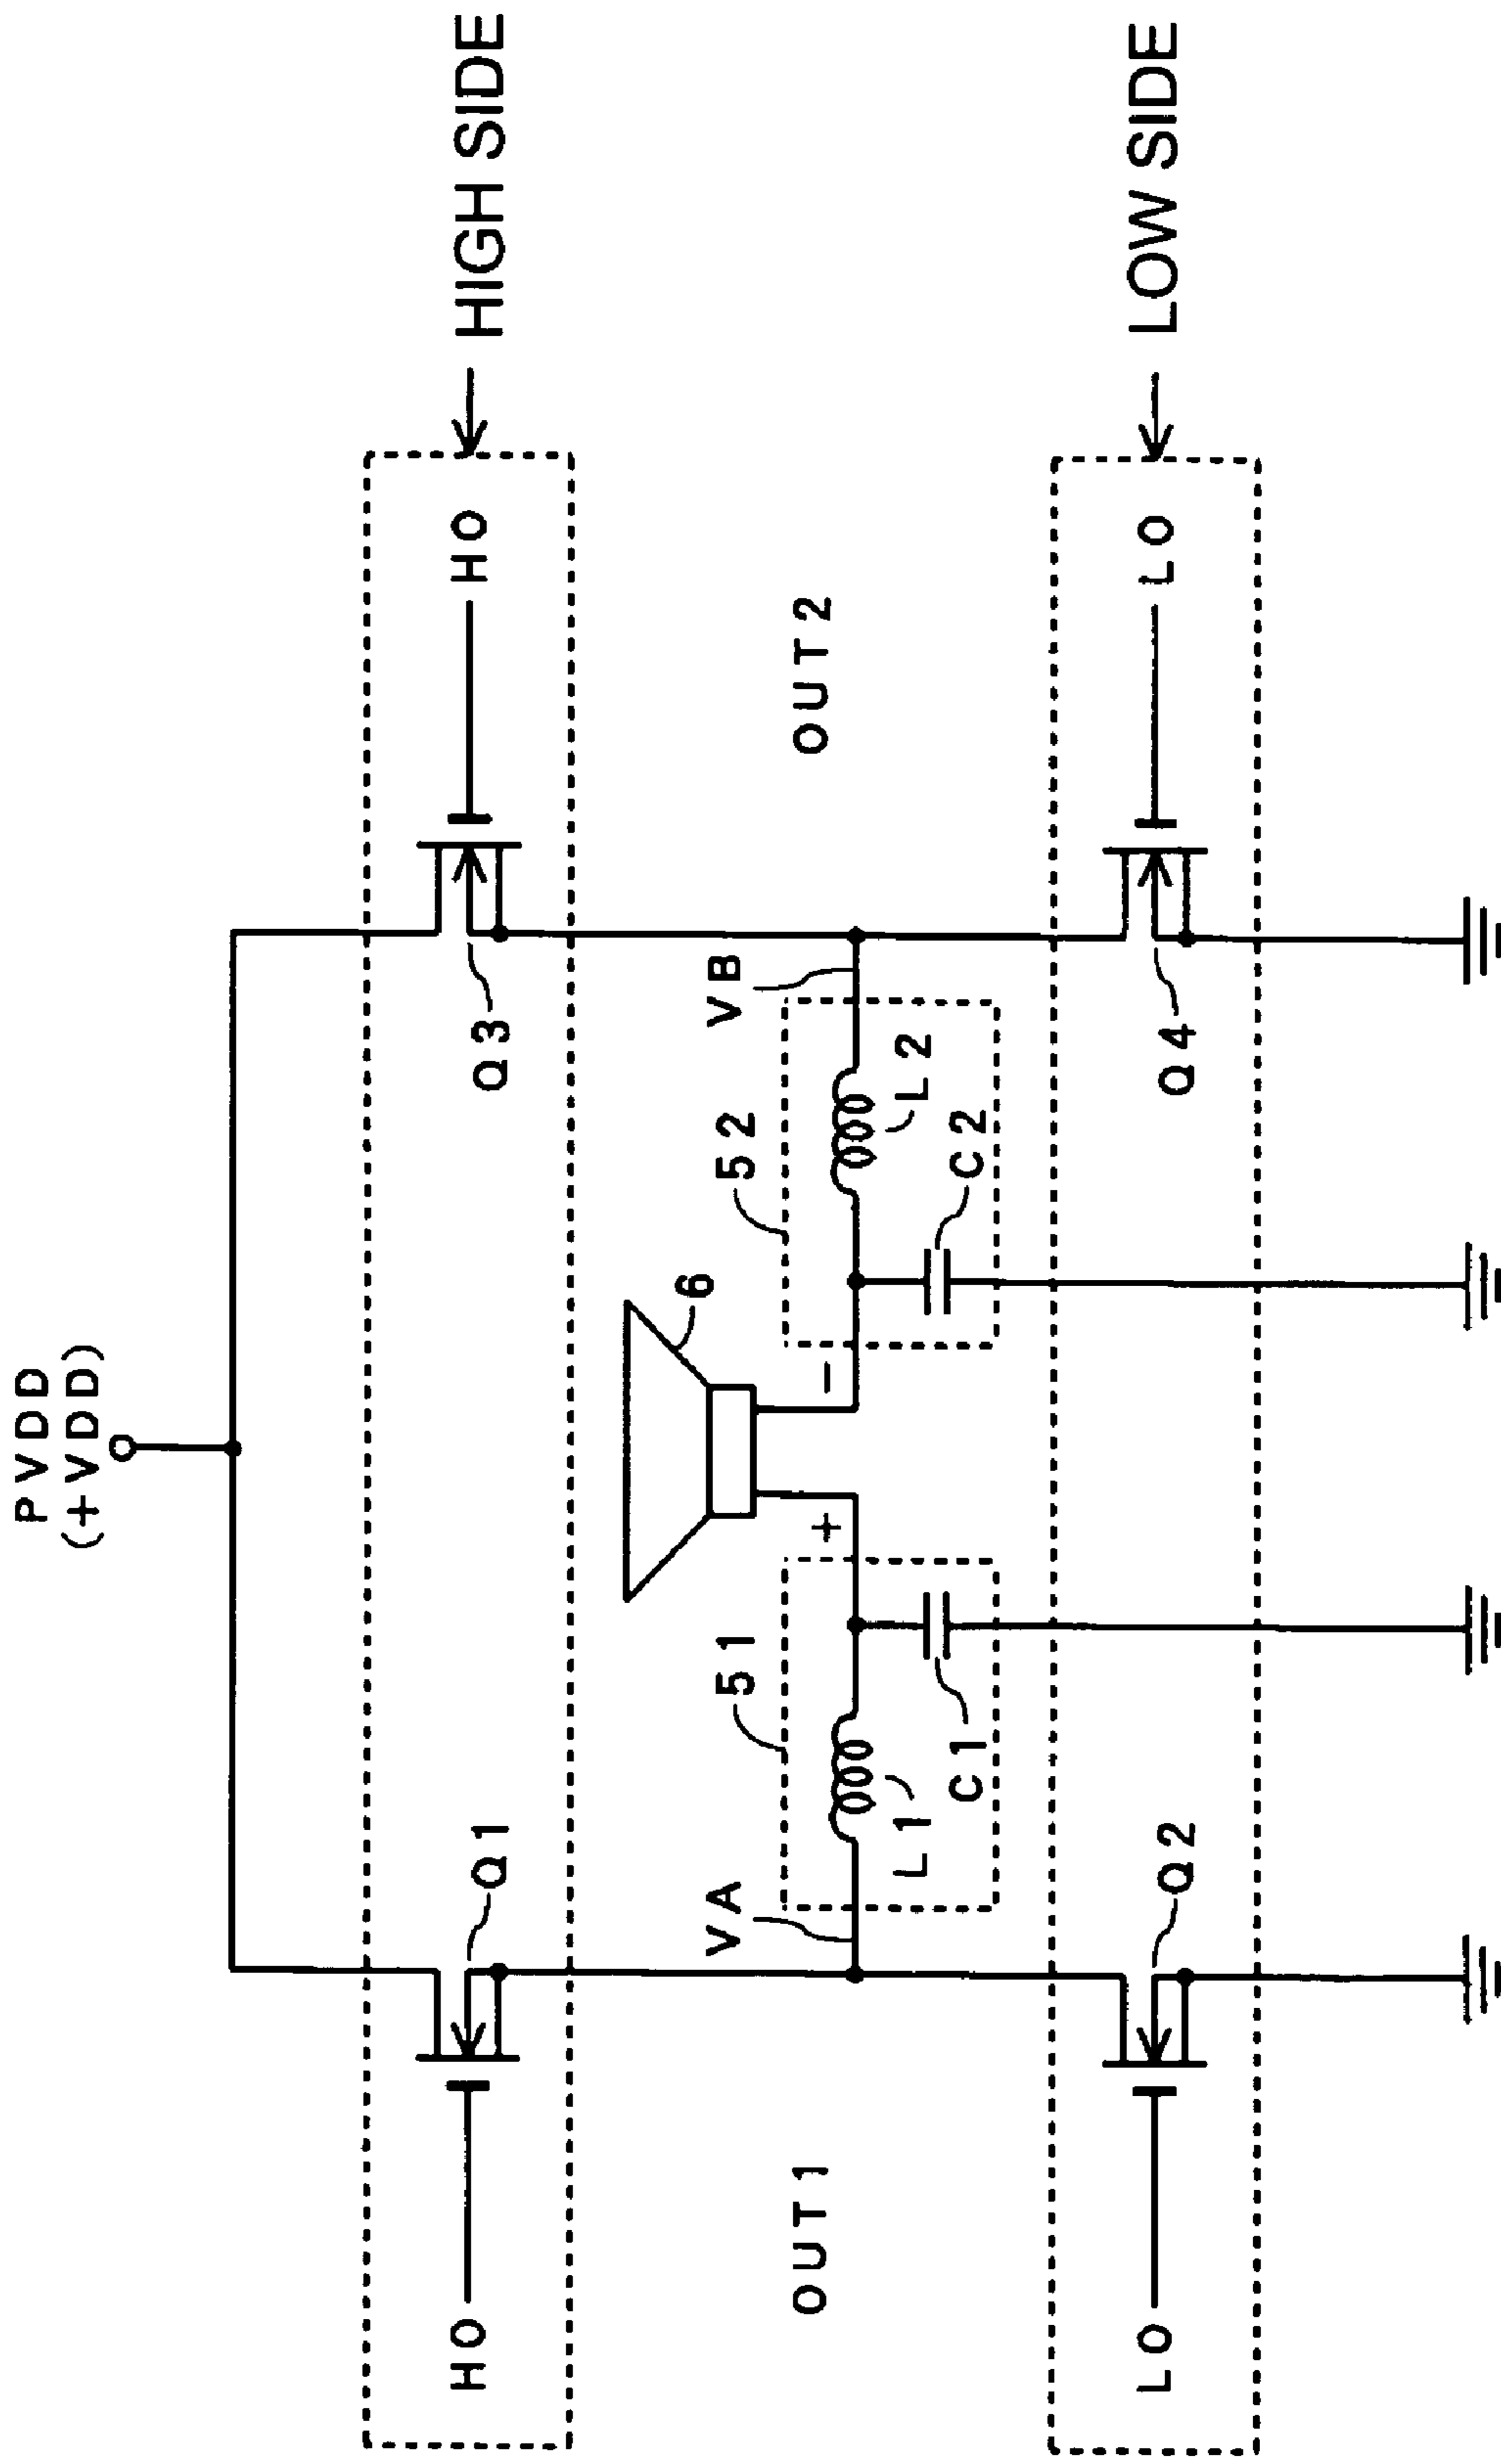 PVDD
(+VDD)
HO
Q1
Q3
HO
HIGH SIDE
6
OUT1
VA
51
52
VB
OUT2
+
-
L1
C1
C2
L2
LO
Q2
Q4
LO
LOW SIDE